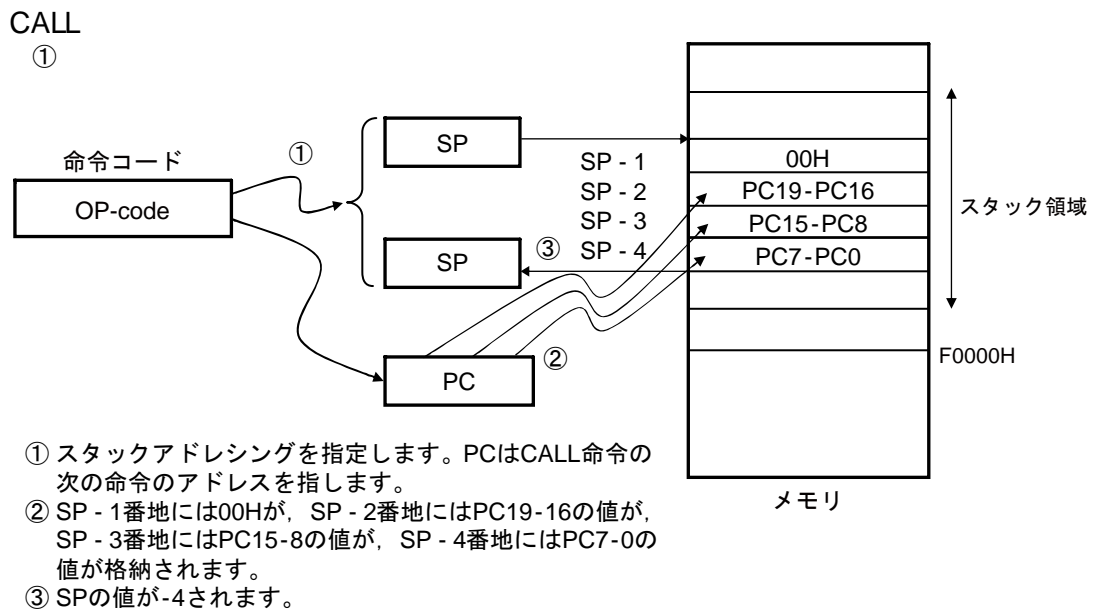 CALL
①
命令コード
OP-code
①
SP
SP
③
PC
②
SP - 1
SP - 2
SP - 3
SP - 4
00H
PC19-PC16
PC15-PC8
PC7-PC0
スタック領域
F0000H
メモリ
① スタックアドレシングを指定します。PCはCALL命令の
次の命令のアドレスを指します。
② SP - 1番地には00Hが，SP - 2番地にはPC19-16の値が，
SP - 3番地にはPC15-8の値が，SP - 4番地にはPC7-0の
値が格納されます。
③ SPの値が-4されます。